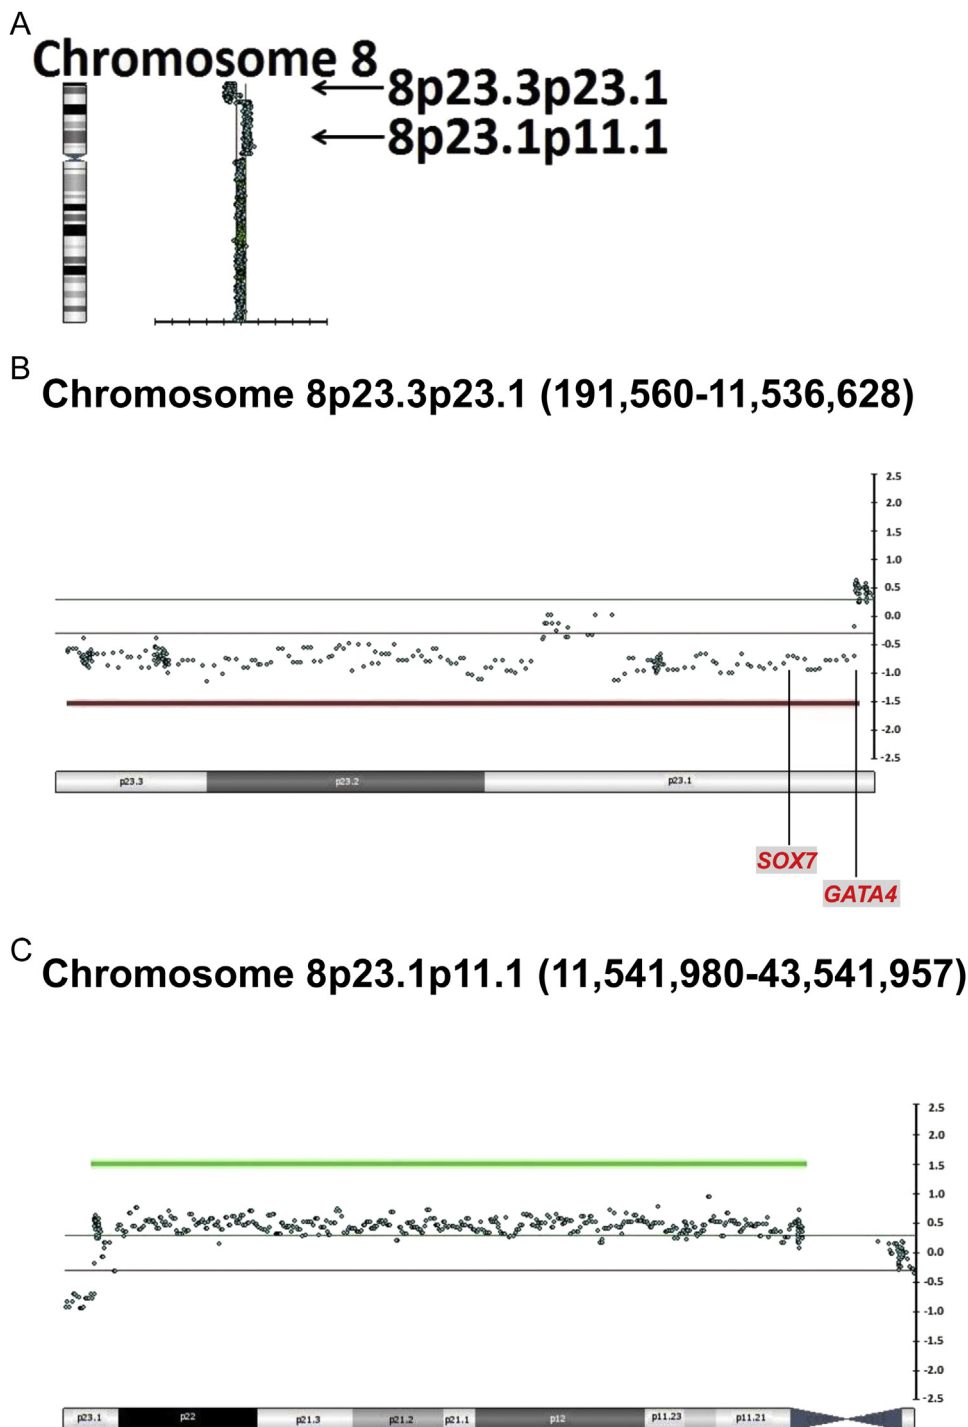 A
Chromosome 8
8p23.3p23.1
8p23.1p11.1
B
Chromosome 8p23.3p23.1 (191,560-11,536,628)
2.5
2.0
1.5
1.0
0.5
0.0
-0.5
-1.0
-1.5
-2.0
-2.5
p23.3 p23.2 p23.1
SOX7
GATA4
C
Chromosome 8p23.1p11.1 (11,541,980-43,541,957)
2.5
2.0
1.5
1.0
0.5
0.0
-0.5
-1.0
-1.5
-2.0
-2.5
p23.1 p22 p21.3 p21.2 p21.1 p12 p11.23 p11.21